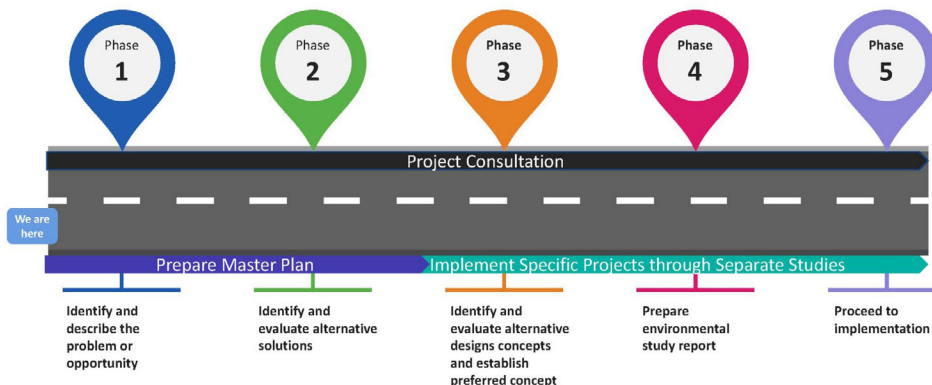 Phase
1
Phase
2
Phase
3
Phase
4
Phase
5
Project Consultation
We are
here
Prepare Master Plan
Implement Specific Projects through Separate Studies
Identify and
describe the
problem or
opportunity
Identify and
evaluate alternative
solutions
Identify and
evaluate alternative
designs concepts
and establish
preferred concept
Prepare
environmental
study report
Proceed to
implementation